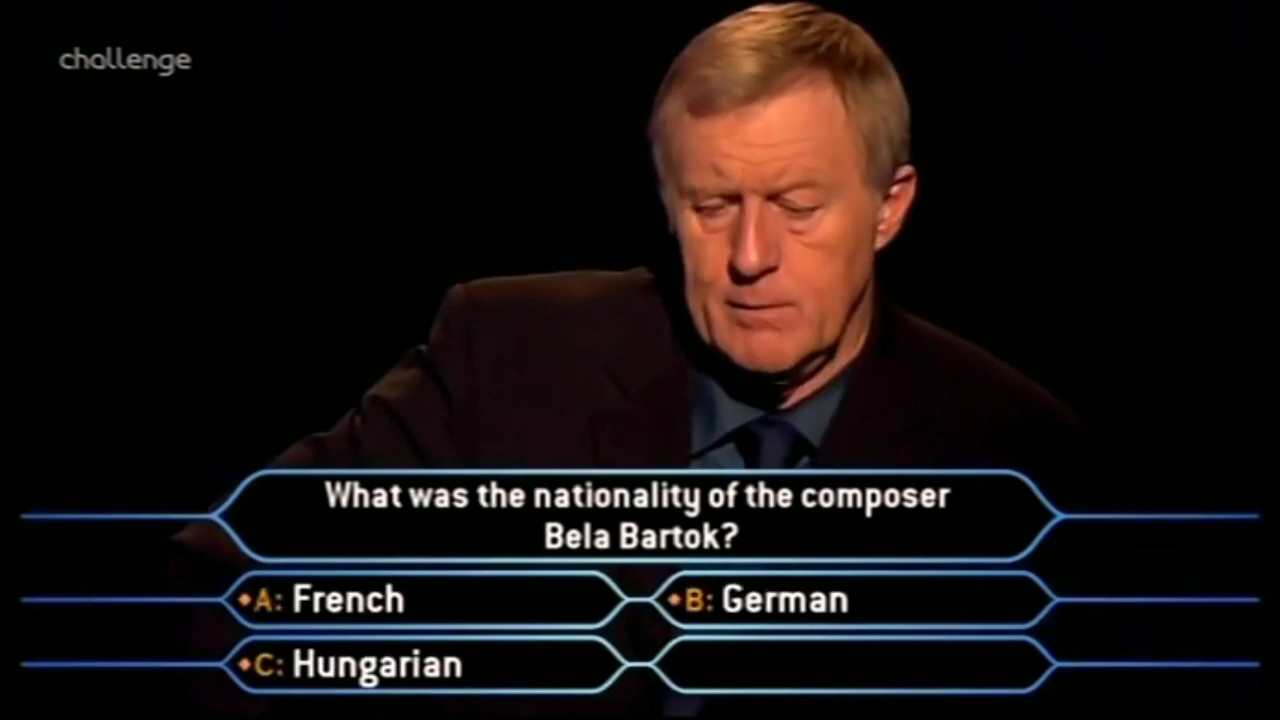 challenge
What was the nationality of the composer
Bela Bartok?
A: French
B: German
C: Hungarian